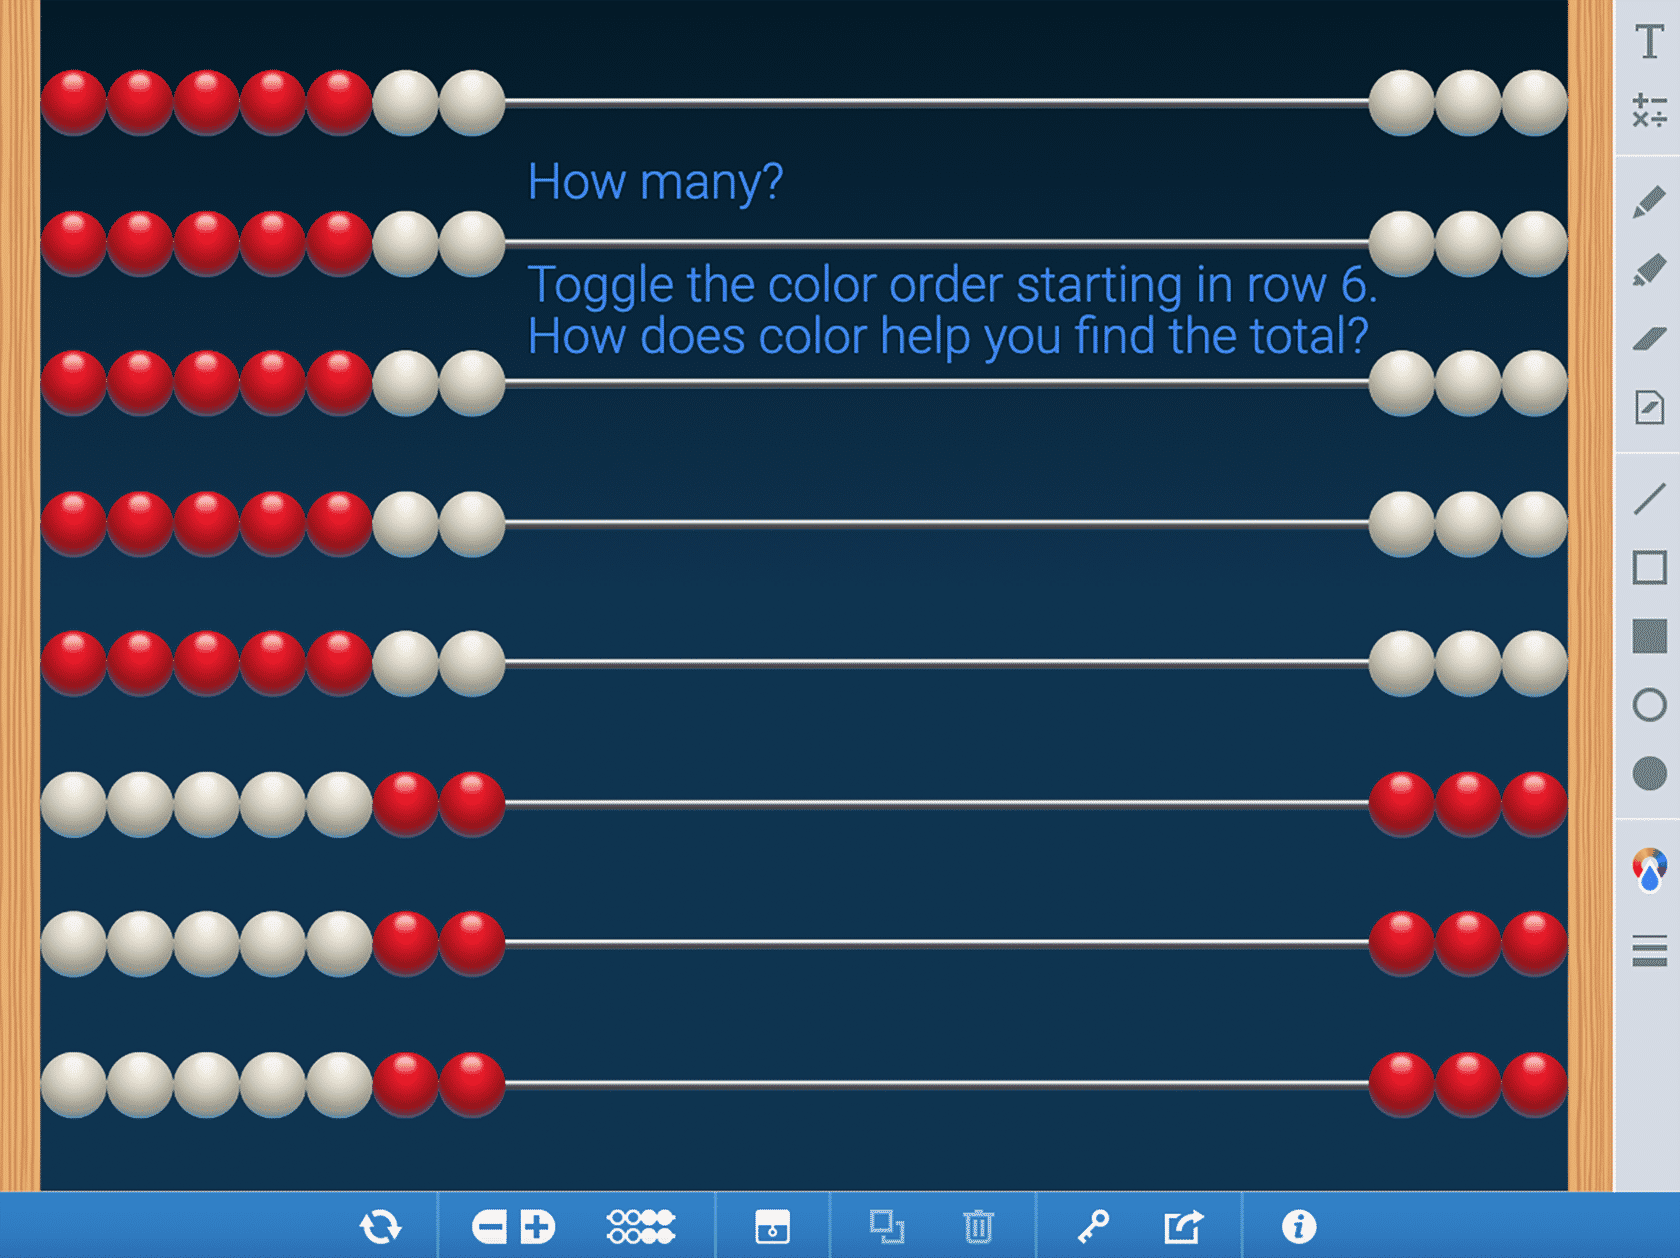 How many?
Toggle the color order starting in row 6.
How does color help you find the total?
T